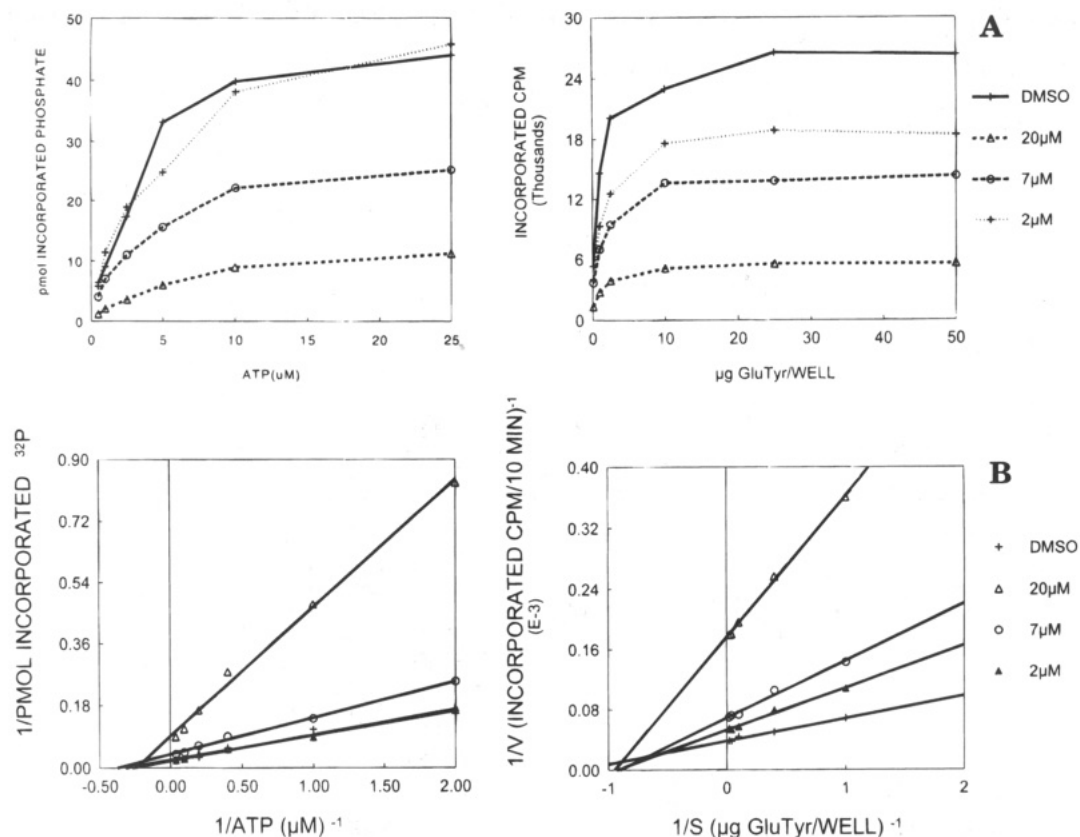 A
pmol INCORPORATED PHOSPHATE
50
40
30
20
10
0
0
5
10
15
20
25
ATP(uM)
INCORPORATED CPM
(Thousands)
30
24
18
12
6
0
0
10
20
30
40
50
µg GluTyr/WELL
DMSO
20µM
7µM
2µM
B
1/PMOL INCORPORATED ³²P
0.90
0.72
0.54
0.36
0.18
0.00
-0.50
0.00
0.50
1.00
1.50
2.00
1/ATP (µM) ⁻¹
1/V (INCORPORATED CPM/10 MIN)⁻¹
(E-3)
0.40
0.32
0.24
0.16
0.08
0.00
-1
0
1
2
1/S (µg GluTyr/WELL) ⁻¹
DMSO
20µM
7µM
2µM